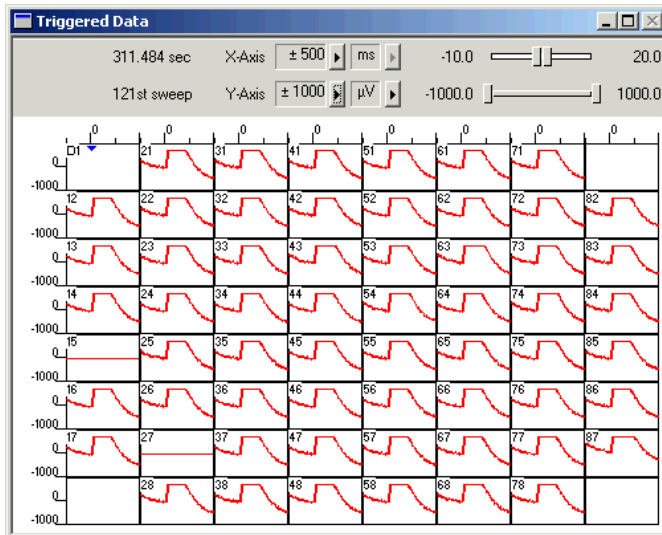 Triggered Data
311.484 sec X-Axis ± 500 ms -10.0 20.0
121st sweep Y-Axis ± 1000 µV -1000.0 1000.0
0 0 0 0 0 0 0 0
D1 21 31 41 51 61 71
0
-1000
12 22 32 42 52 62 72 82
0
-1000
13 23 33 43 53 63 73 83
0
-1000
14 24 34 44 54 64 74 84
0
-1000
15 25 35 45 55 65 75 85
0
-1000
16 26 36 46 56 66 76 86
0
-1000
17 27 37 47 57 67 77 87
0
-1000
28 38 48 58 68 78
0
-1000